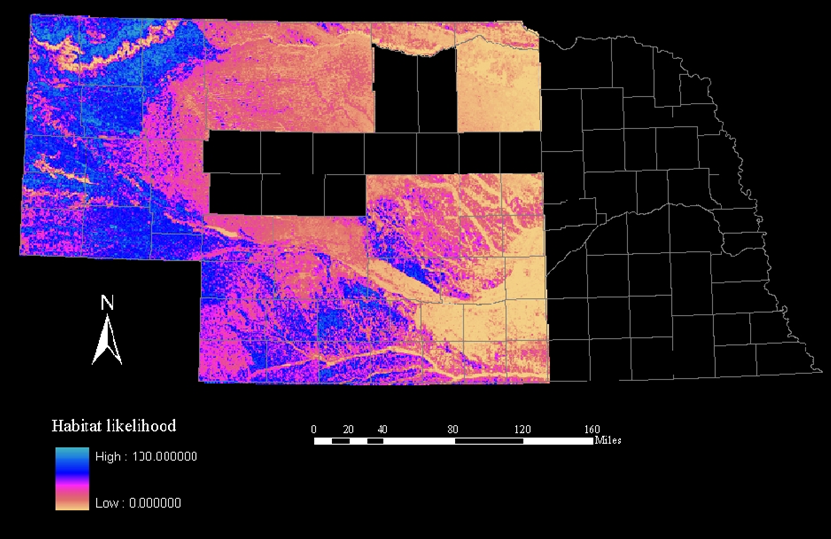 N
Habitat likelihood
High : 100.000000
Low : 0.000000
0 20 40 80 120 160
Miles